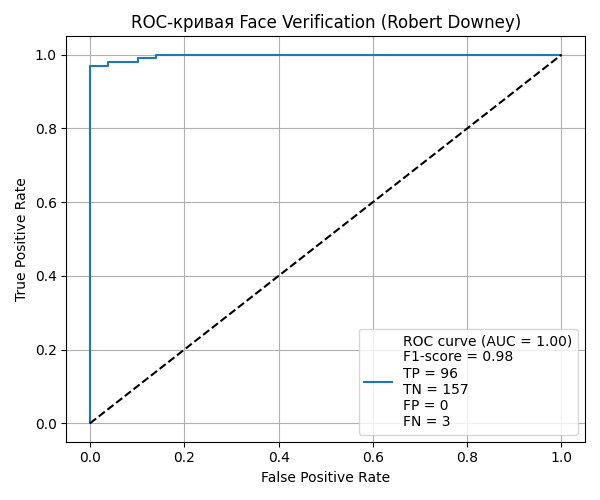 ROC-кривая Face Verification (Robert Downey)
True Positive Rate
1.0
0.8
0.6
0.4
0.2
0.0
ROC curve (AUC = 1.00)
F1-score = 0.98
TP = 96
TN = 157
FP = 0
FN = 3
0.0 0.2 0.4 0.6 0.8 1.0
False Positive Rate